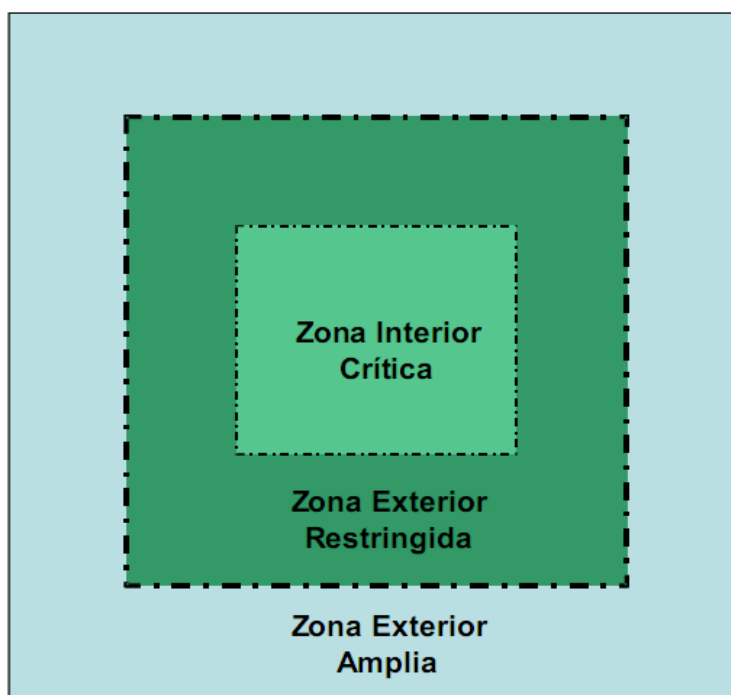 Zona Interior
Crítica
Zona Exterior
Restringida
Zona Exterior
Amplia